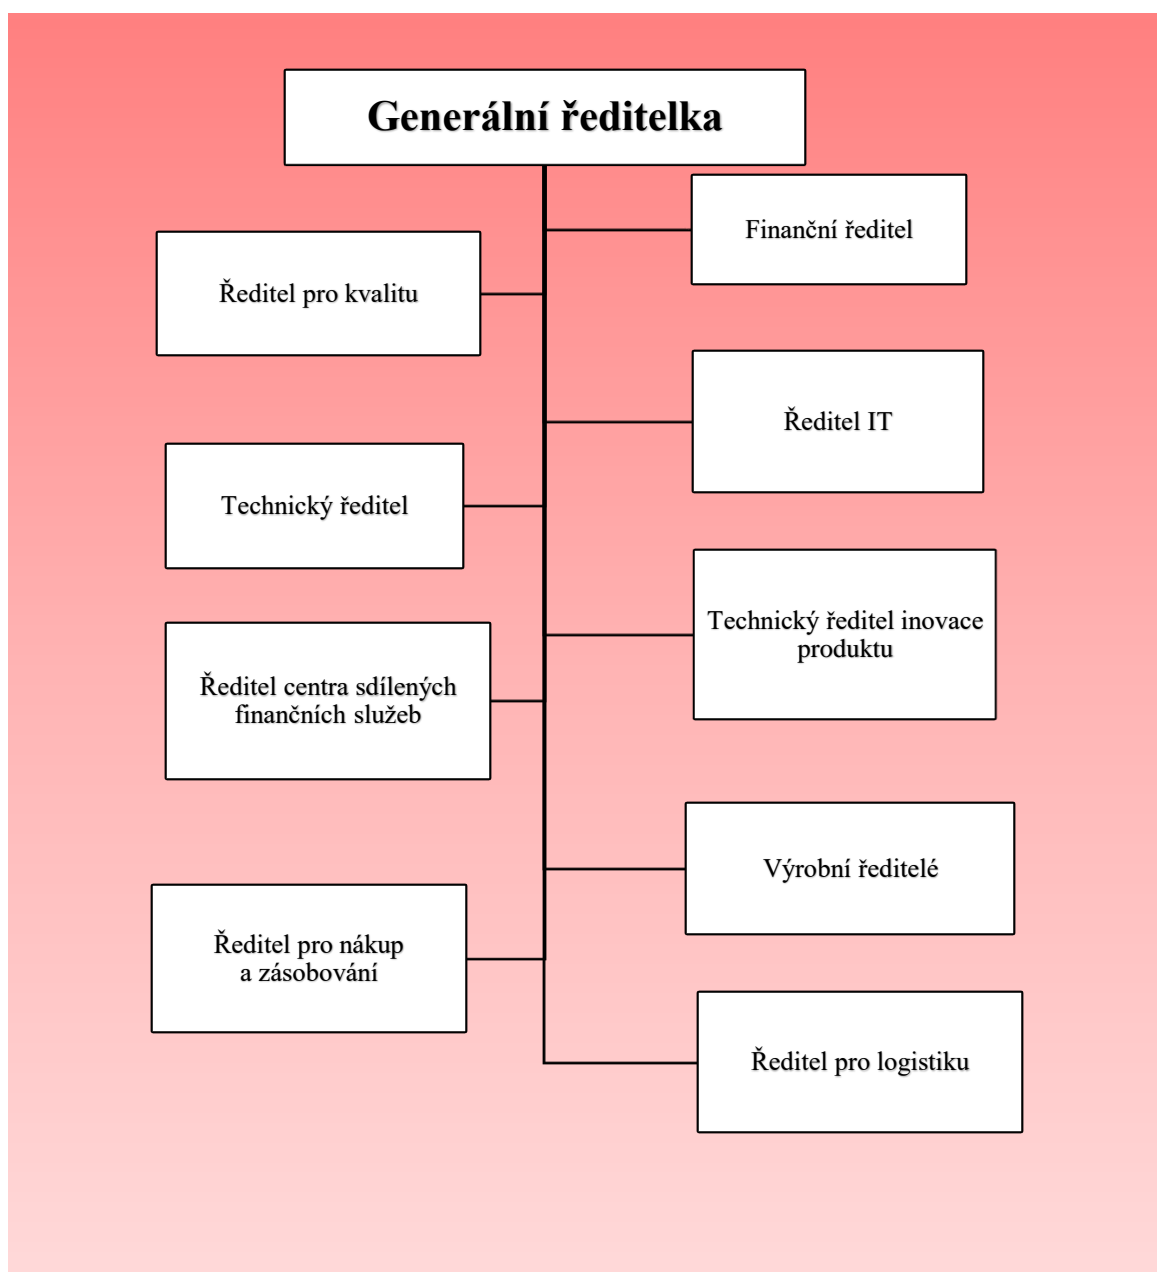 Generální ředitelka
Finanční ředitel
Ředitel pro kvalitu
Ředitel IT
Technický ředitel
Technický ředitel inovace
produktu
Ředitel centra sdílených
finančních služeb
Výrobní ředitelé
Ředitel pro nákup
a zásobování
Ředitel pro logistiku